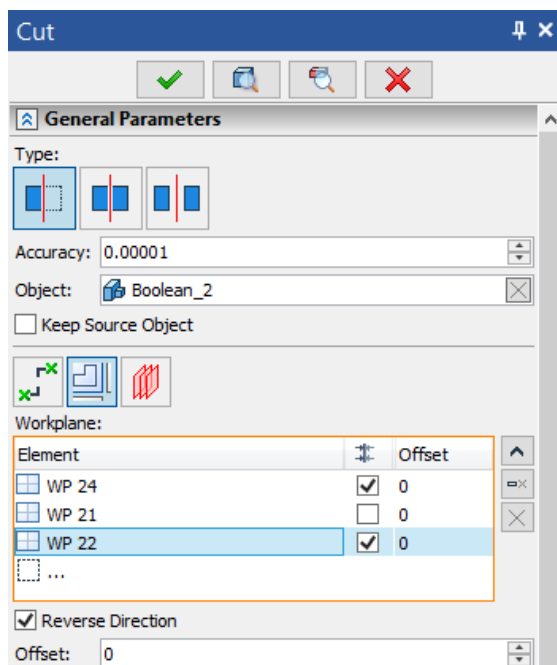 Cut
General Parameters
Type:
Accuracy: 0.00001
Object: Boolean_2
Keep Source Object
Workplane:
Element Offset
WP 24 0
WP 21 0
WP 22 0
...
Reverse Direction
Offset: 0